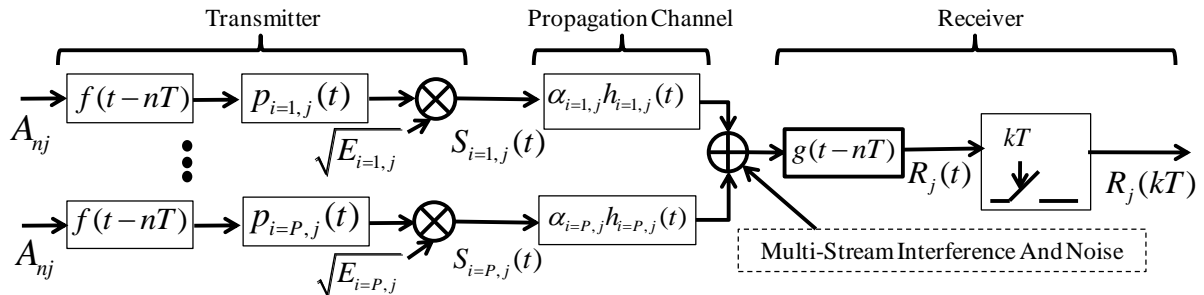 Transmitter
Propagation Channel
Receiver
f(t−nT)
p_{i=1,j}(t)
α_{i=1,j}h_{i=1,j}(t)
A_{nj}
√E_{i=1,j}
S_{i=1,j}(t)
g(t−nT)
R_j(t)
kT
R_j(kT)
f(t−nT)
p_{i=P,j}(t)
α_{i=P,j}h_{i=P,j}(t)
A_{nj}
√E_{i=P,j}
S_{i=P,j}(t)
Multi-Stream Interference And Noise